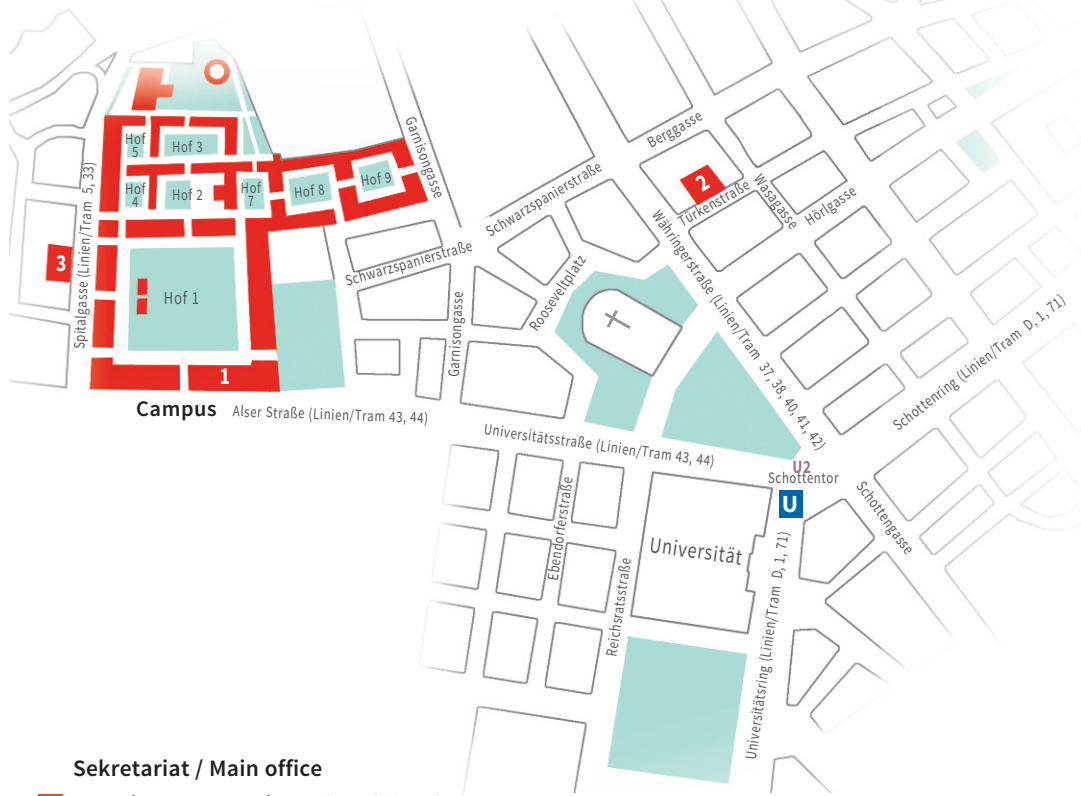 Berggasse
Garnisongasse
Hof
5
Hof 3
Hof
4
Hof 2
Hof
7
Hof 8
Hof 9
2
Türkenstraße
Wasagasse
Hörlgasse
Schwarzspanierstraße
Spitalgasse (Linien/Tram 5, 33)
3
Schwarzspanierstraße
Währingerstraße (Linien/Tram 37, 38, 40, 41, 42)
Hof 1
Rooseveltplatz
Garnisongasse
Schottenring (Linien/Tram D, 1, 71)
1
Campus
Alser Straße (Linien/Tram 43, 44)
Universitätsstraße (Linien/Tram 43, 44)
U2
Schottentor
U
Schottengasse
Ebendorferstraße
Universität
Reichsratsstraße
Universitätsring (Linien/Tram D, 1, 71)
Sekretariat / Main office